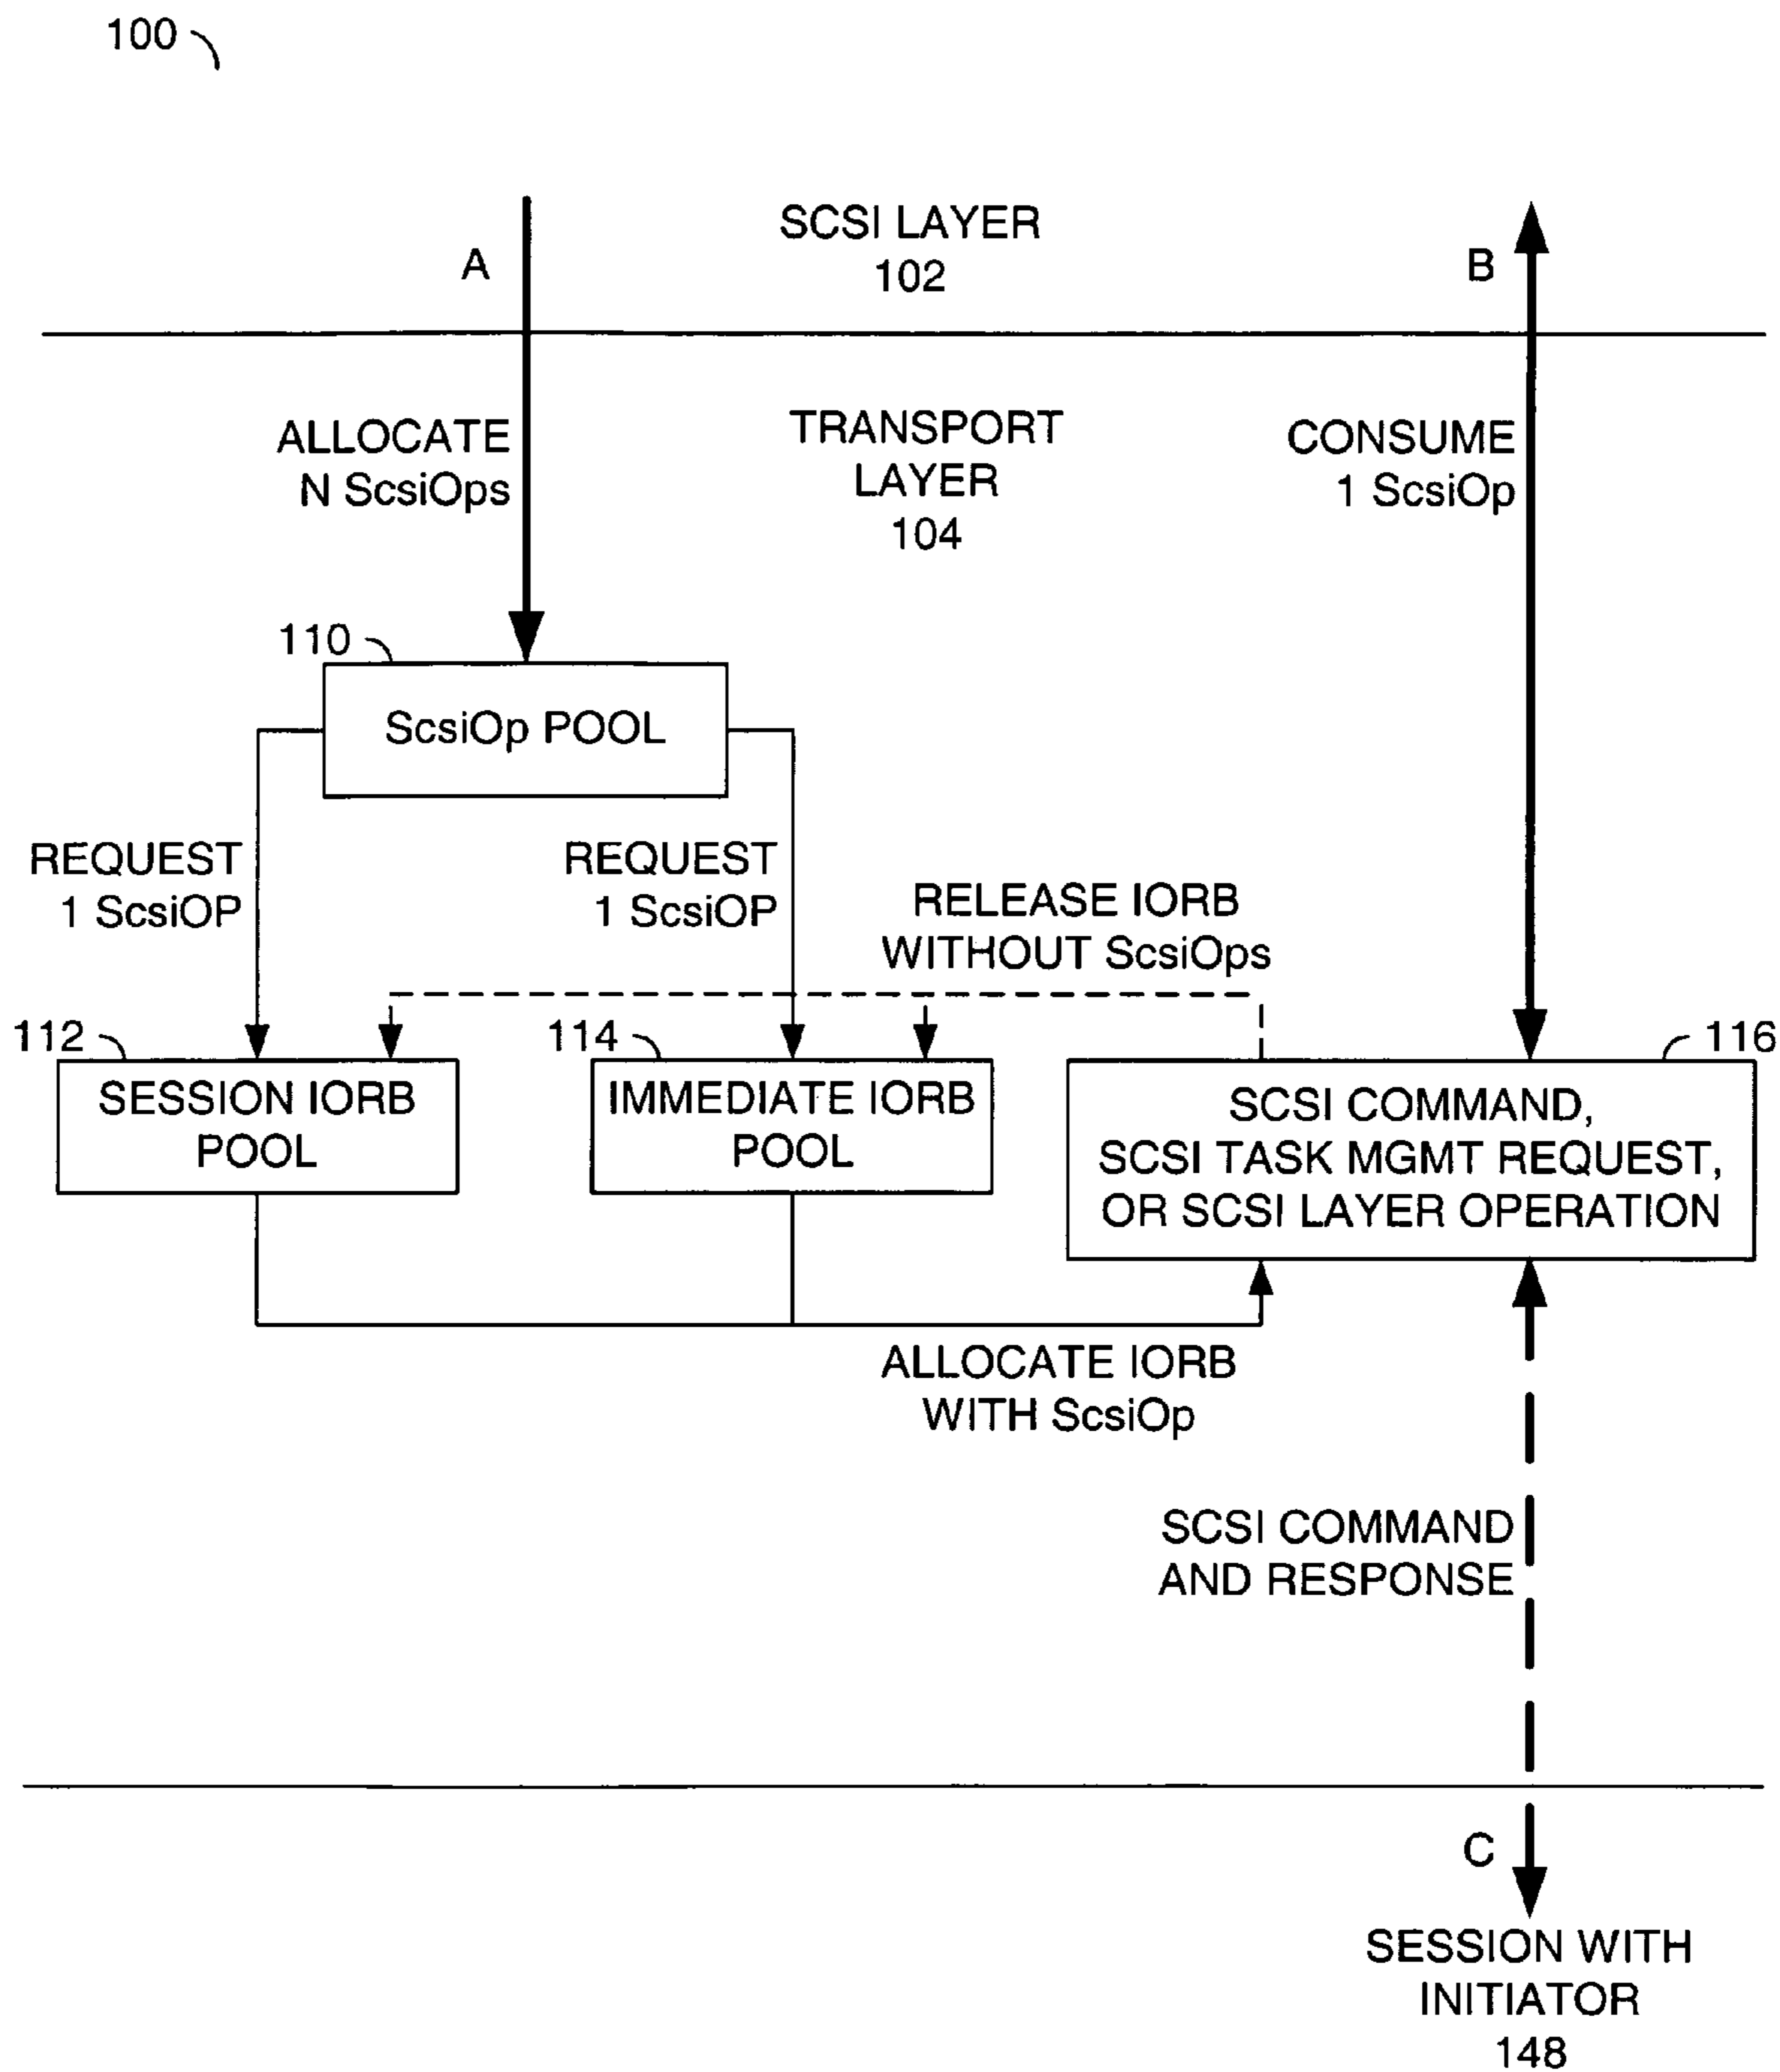 100
SCSI LAYER
102
A
B
ALLOCATE
N ScsiOps
TRANSPORT
LAYER
104
CONSUME
1 ScsiOp
110
ScsiOp POOL
REQUEST
1 ScsiOP
REQUEST
1 ScsiOP
RELEASE IORB
WITHOUT ScsiOps
112
114
116
SESSION IORB
POOL
IMMEDIATE IORB
POOL
SCSI COMMAND,
SCSI TASK MGMT REQUEST,
OR SCSI LAYER OPERATION
ALLOCATE IORB
WITH ScsiOp
SCSI COMMAND
AND RESPONSE
C
SESSION WITH
INITIATOR
148